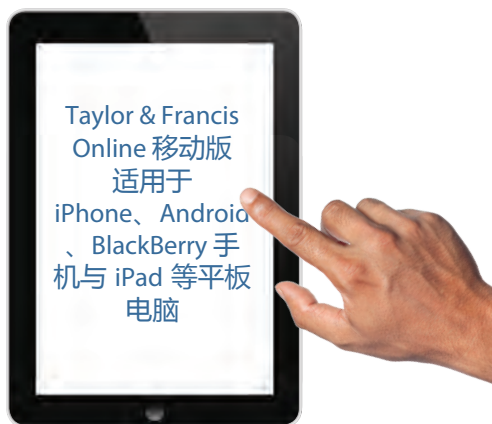 Taylor & Francis
Online 移动版
适用于
iPhone、Android
、BlackBerry 手
机与 iPad 等平板
电脑